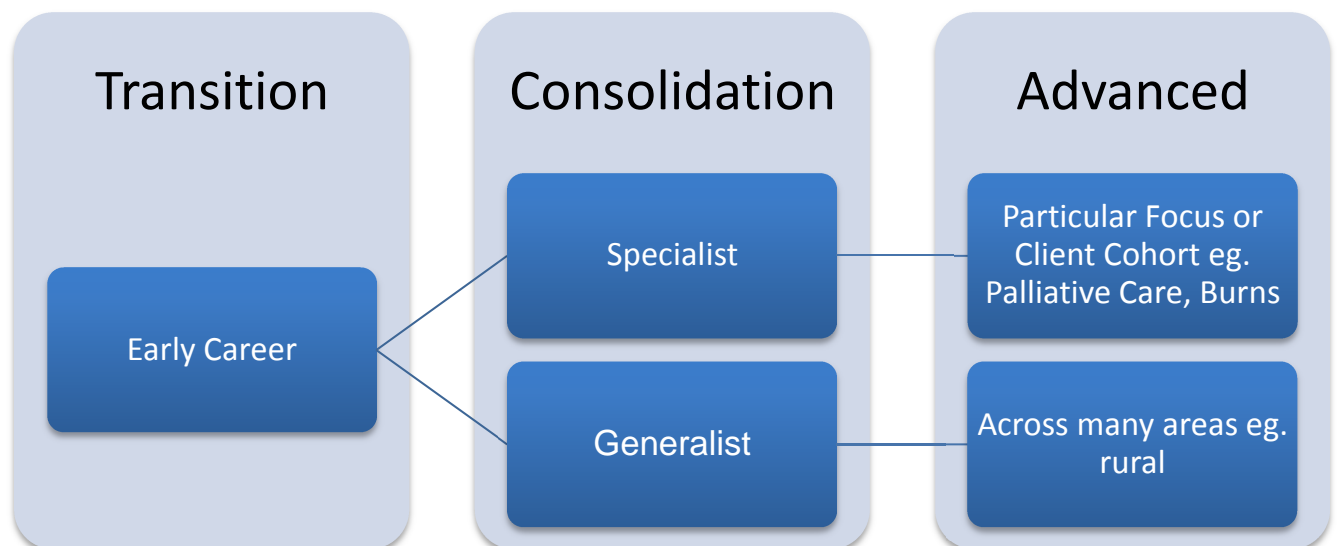 Transition
Consolidation
Advanced
Early Career
Specialist
Generalist
Particular Focus or
Client Cohort eg.
Palliative Care, Burns
Across many areas eg.
rural